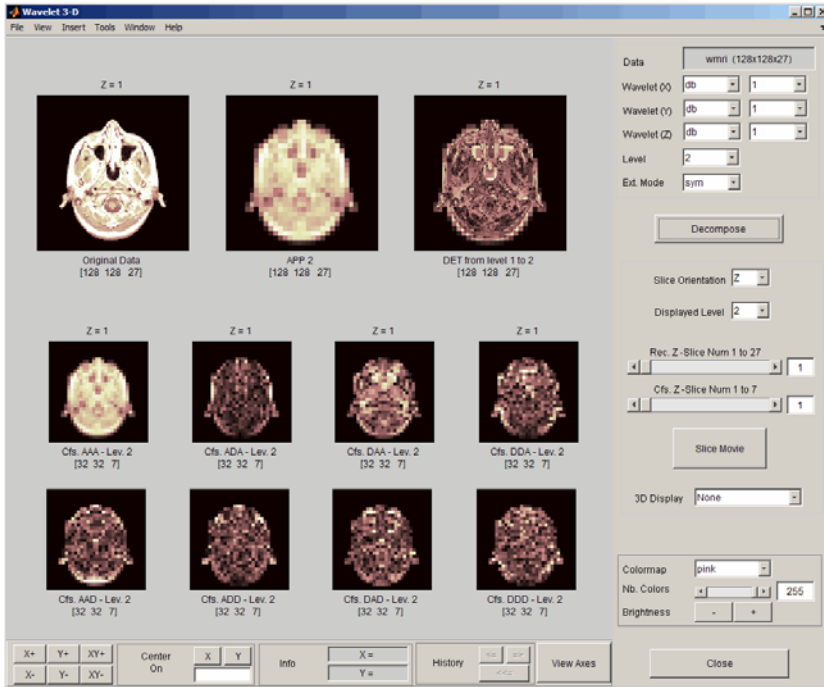 Wavelet 3-D
File View Insert Tools Window Help
Z = 1
Z = 1
Z = 1
Original Data
[128 128 27]
APP 2
[128 128 27]
DET from level 1 to 2
[128 128 27]
Z = 1
Z = 1
Z = 1
Z = 1
Cfs. AAA - Lev. 2
[32 32 7]
Cfs. ADA - Lev. 2
[32 32 7]
Cfs. DAA - Lev. 2
[32 32 7]
Cfs. DDA - Lev. 2
[32 32 7]
Cfs. AAD - Lev. 2
[32 32 7]
Cfs. ADD - Lev. 2
[32 32 7]
Cfs. DAD - Lev. 2
[32 32 7]
Cfs. DDD - Lev. 2
[32 32 7]
Data wmri (128x128x27)
Wavelet (X) db 1
Wavelet (Y) db 1
Wavelet (Z) db 1
Level 2
Ext. Mode sym
Decompose
Slice Orientation Z
Displayed Level 2
Rec. Z-Slice Num 1 to 27
1
Cfs. Z-Slice Num 1 to 7
1
Slice Movie
3D Display None
Colormap pink
Nb. Colors 255
Brightness - +
X+ Y+ XY+
X- Y- XY-
Center On X Y
Info X =
Y =
History <= =>
<<=
View Axes
Close